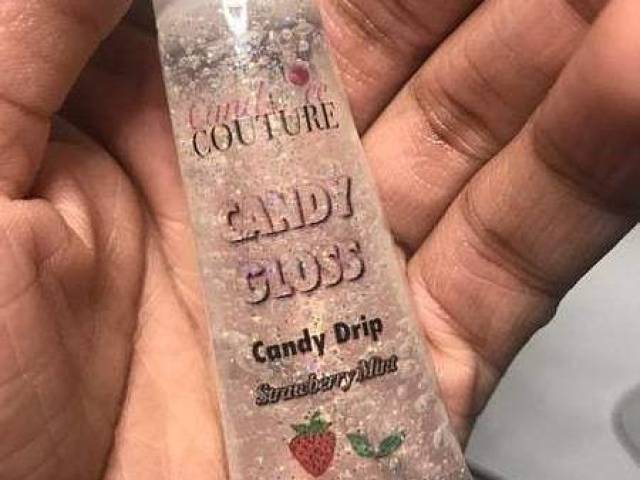 COUTURE
CANDY
GLOSS
Candy Drip
Strawberry Mint